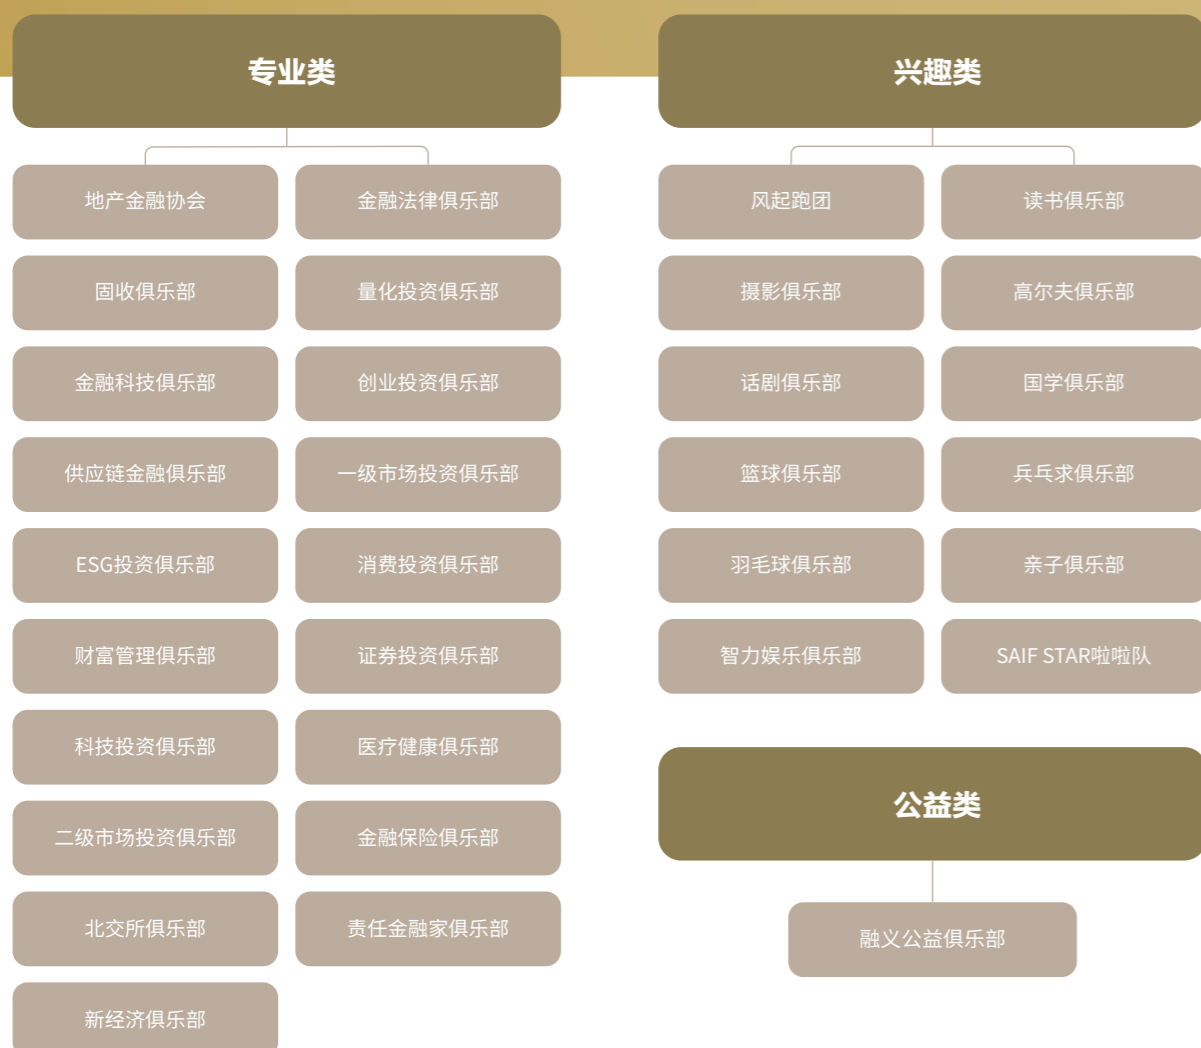 专业类
地产金融协会
金融法律俱乐部
固收俱乐部
量化投资俱乐部
金融科技俱乐部
创业投资俱乐部
供应链金融俱乐部
一级市场投资俱乐部
ESG投资俱乐部
消费投资俱乐部
财富管理俱乐部
证券投资俱乐部
科技投资俱乐部
医疗健康俱乐部
二级市场投资俱乐部
金融保险俱乐部
北交所俱乐部
责任金融家俱乐部
新经济俱乐部
兴趣类
风起跑团
读书俱乐部
摄影俱乐部
高尔夫俱乐部
话剧俱乐部
国学俱乐部
篮球俱乐部
兵乓求俱乐部
羽毛球俱乐部
亲子俱乐部
智力娱乐俱乐部
SAIF STAR啦啦队
公益类
融义公益俱乐部